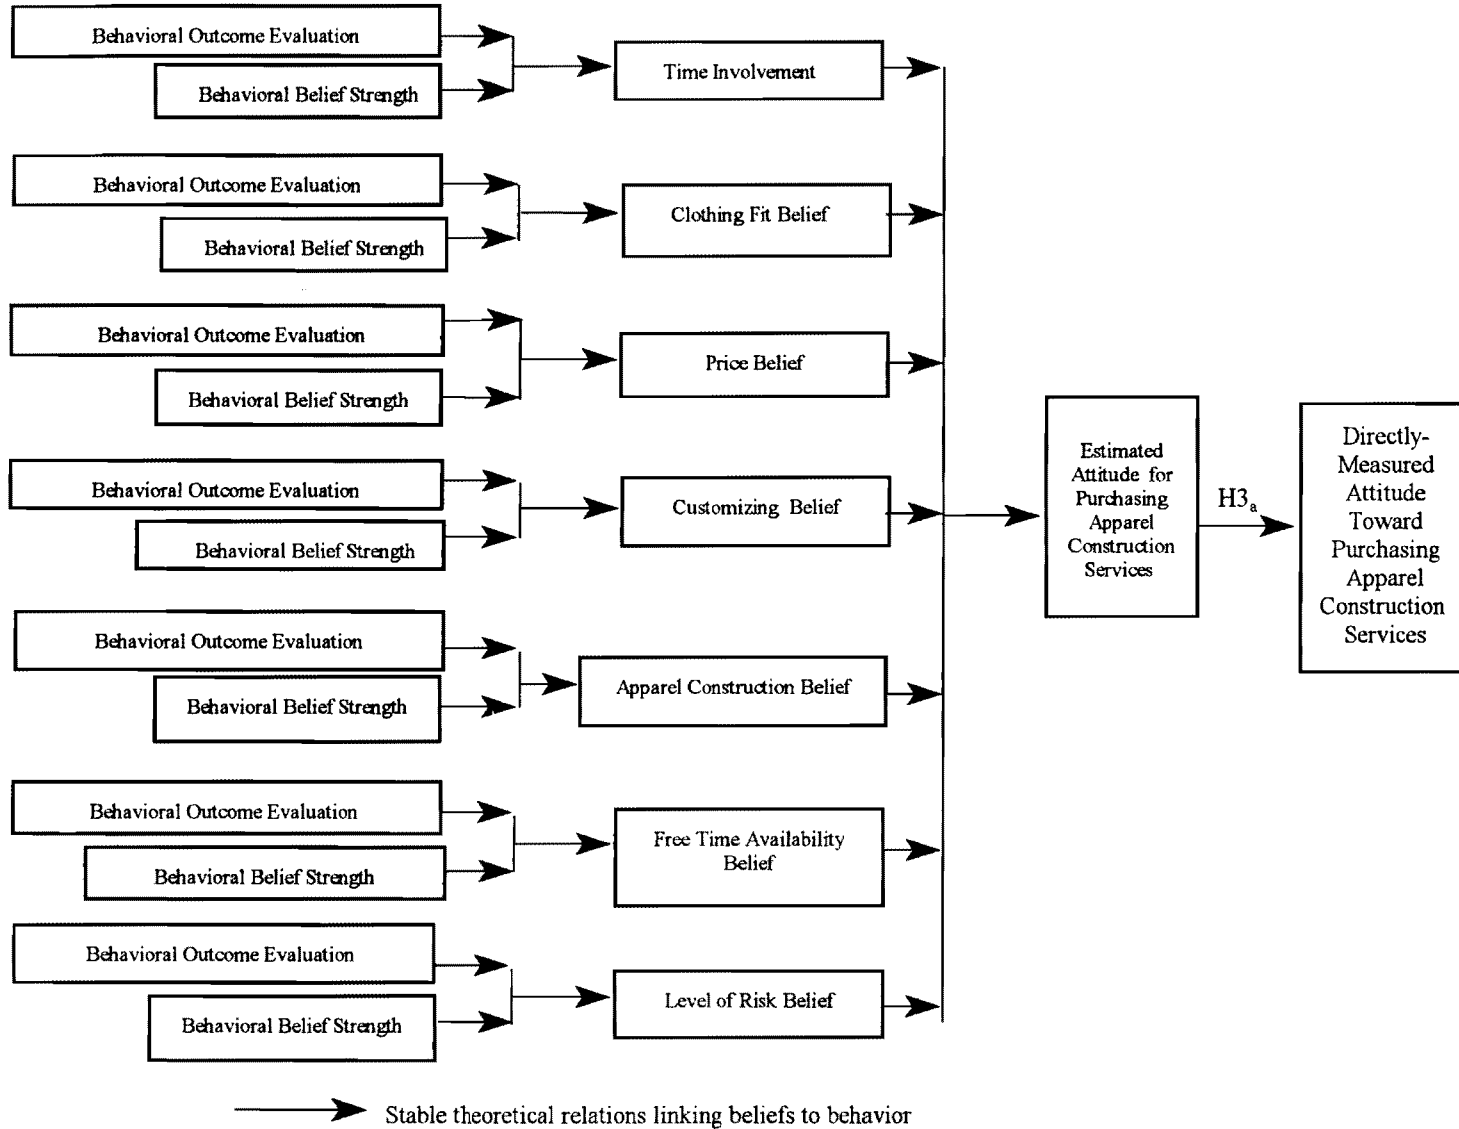 Behavioral Outcome Evaluation
Behavioral Belief Strength
Time Involvement
Behavioral Outcome Evaluation
Behavioral Belief Strength
Clothing Fit Belief
Behavioral Outcome Evaluation
Behavioral Belief Strength
Price Belief
Behavioral Outcome Evaluation
Behavioral Belief Strength
Customizing Belief
Behavioral Outcome Evaluation
Behavioral Belief Strength
Apparel Construction Belief
Behavioral Outcome Evaluation
Behavioral Belief Strength
Free Time Availability
Belief
Behavioral Outcome Evaluation
Behavioral Belief Strength
Level of Risk Belief
Estimated
Attitude for
Purchasing
Apparel
Construction
Services
H3a
Directly-
Measured
Attitude
Toward
Purchasing
Apparel
Construction
Services
Stable theoretical relations linking beliefs to behavior